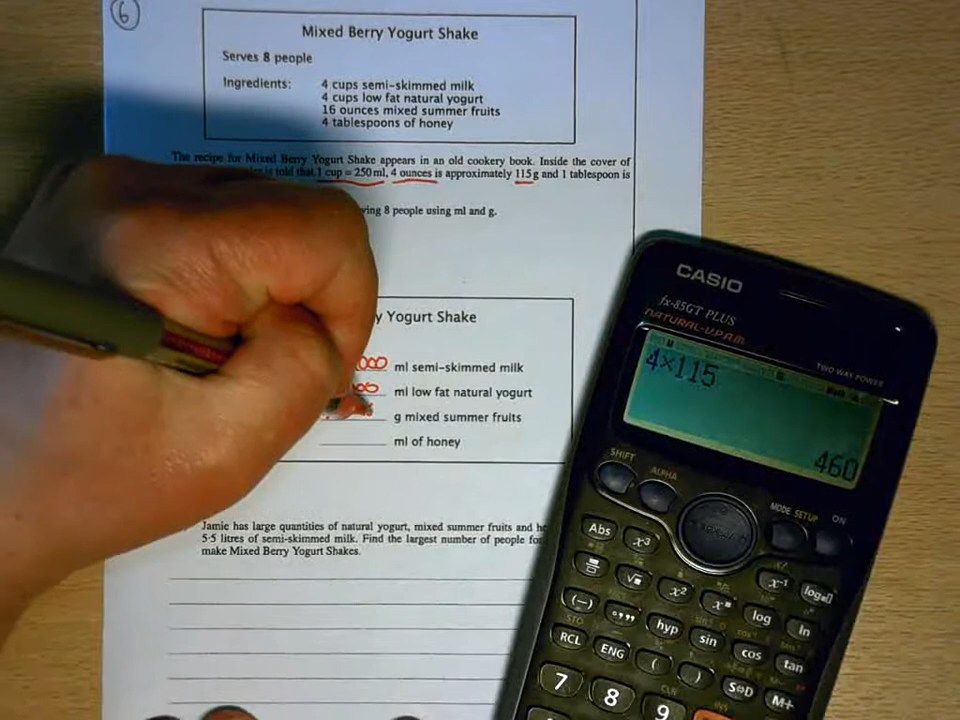 6
Mixed Berry Yogurt Shake
Serves 8 people
Ingredients: 4 cups semi-skimmed milk
4 cups low fat natural yogurt
16 ounces mixed summer fruits
4 tablespoons of honey
The recipe for Mixed Berry Yogurt Shake appears in an old cookery book. Inside the cover of
is told that 1 cup = 250 ml, 4 ounces is approximately 115 g and 1 tablespoon is
8 people using ml and g.
Yogurt Shake
000 ml semi-skimmed milk
ml low fat natural yogurt
g mixed summer fruits
ml of honey
Jamie has large quantities of natural yogurt, mixed summer fruits and
5·5 litres of semi-skimmed milk. Find the largest number of people
make Mixed Berry Yogurt Shakes.
CASIO
fx-85GT PLUS
NATURAL-V.P.A.M.
TWO WAY POWER
4×115
460
SHIFT ALPHA MODE SETUP ON
Abs x³ x⁻¹ log
x² log ln
(−) hyp sin cos tan
STO
RCL ENG ( ) S⇔D M+
CLR
7 8 9